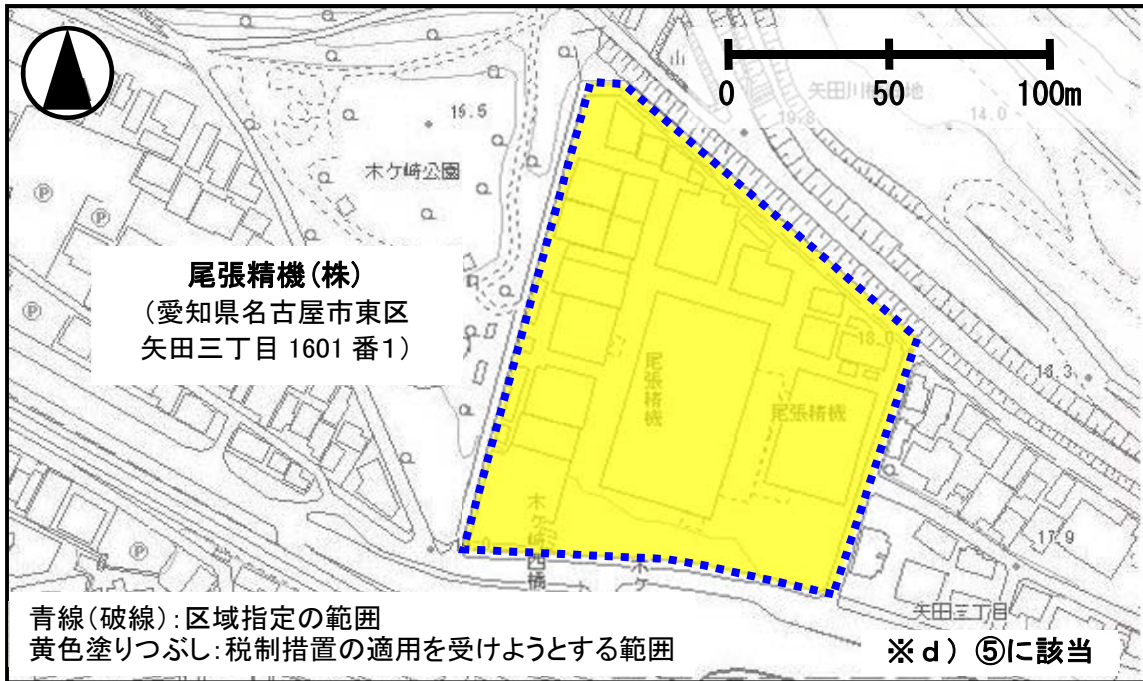 0 50 100m
矢田川橋緑地
19.8
14.0
19.5
木ケ崎公園
尾張精機(株)
(愛知県名古屋市東区
矢田三丁目 1601 番1)
尾張精機
18.0
尾張精機
18.3
木ケ崎西橋
木ケ
17.9
矢田三丁目
青線(破線):区域指定の範囲
黄色塗りつぶし:税制措置の適用を受けようとする範囲
※d) ⑤に該当